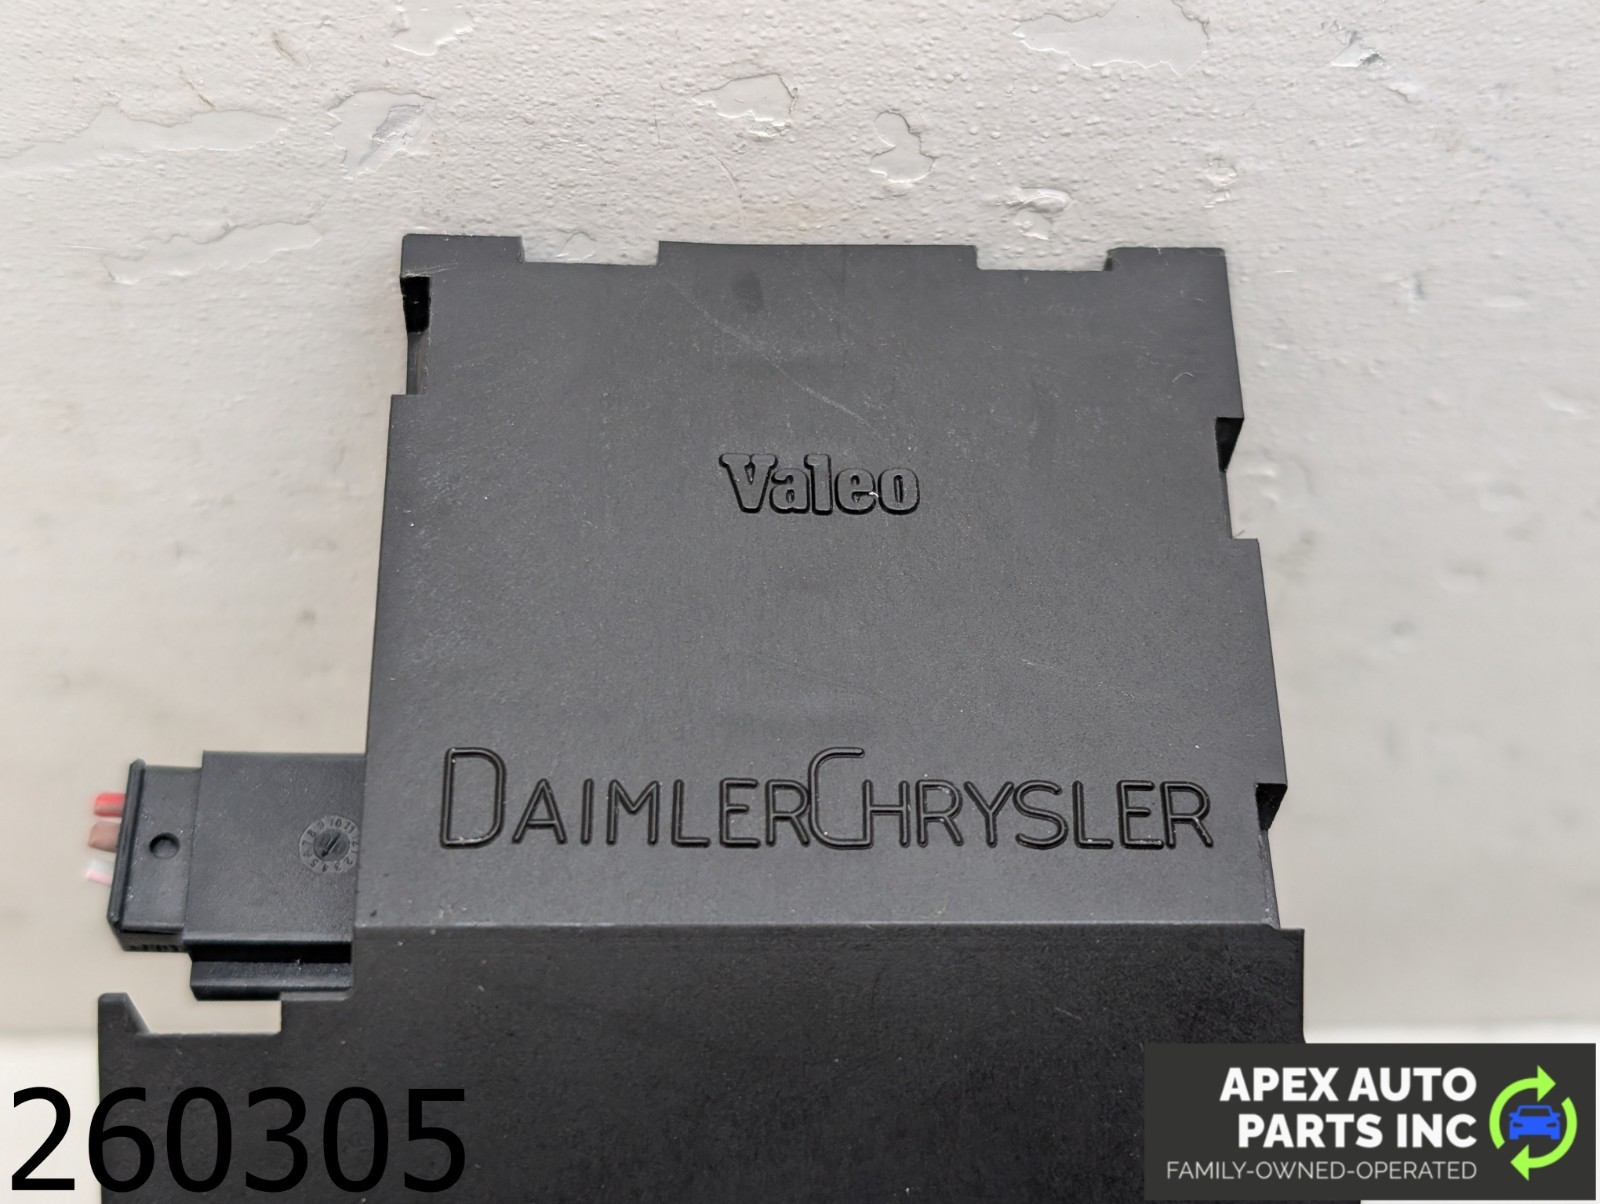 Valeo
DAIMLERCHRYSLER
260305
APEX AUTO
PARTS INC
FAMILY-OWNED-OPERATED